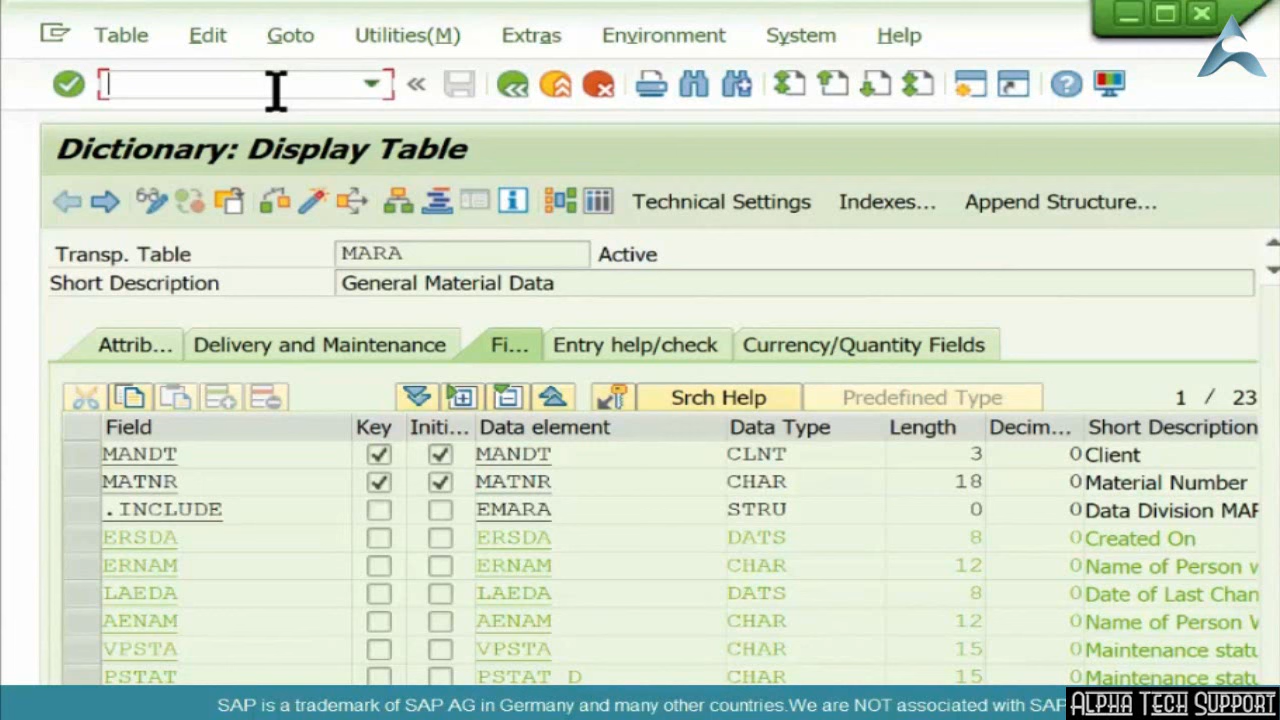 Table Edit Goto Utilities(M) Extras Environment System Help
Dictionary: Display Table
Technical Settings Indexes... Append Structure...
Transp. Table MARA Active
Short Description General Material Data
Attrib... Delivery and Maintenance Fi... Entry help/check Currency/Quantity Fields
Srch Help Predefined Type 1 / 23
Field Key Initi... Data element Data Type Length Decim... Short Description
MANDT MANDT CLNT 3 0 Client
MATNR MATNR CHAR 18 0 Material Number
.INCLUDE EMARA STRU 0 0 Data Division MAR
ERSDA ERSDA DATS 8 0 Created On
ERNAM ERNAM CHAR 12 0 Name of Person w
LAEDA LAEDA DATS 8 0 Date of Last Chan
AENAM AENAM CHAR 12 0 Name of Person W
VPSTA VPSTA CHAR 15 0 Maintenance statu
PSTAT PSTAT_D CHAR 15 0 Maintenance statu
SAP is a trademark of SAP AG in Germany and many other countries.We are NOT associated with SAP
ALPHA TECH SUPPORT